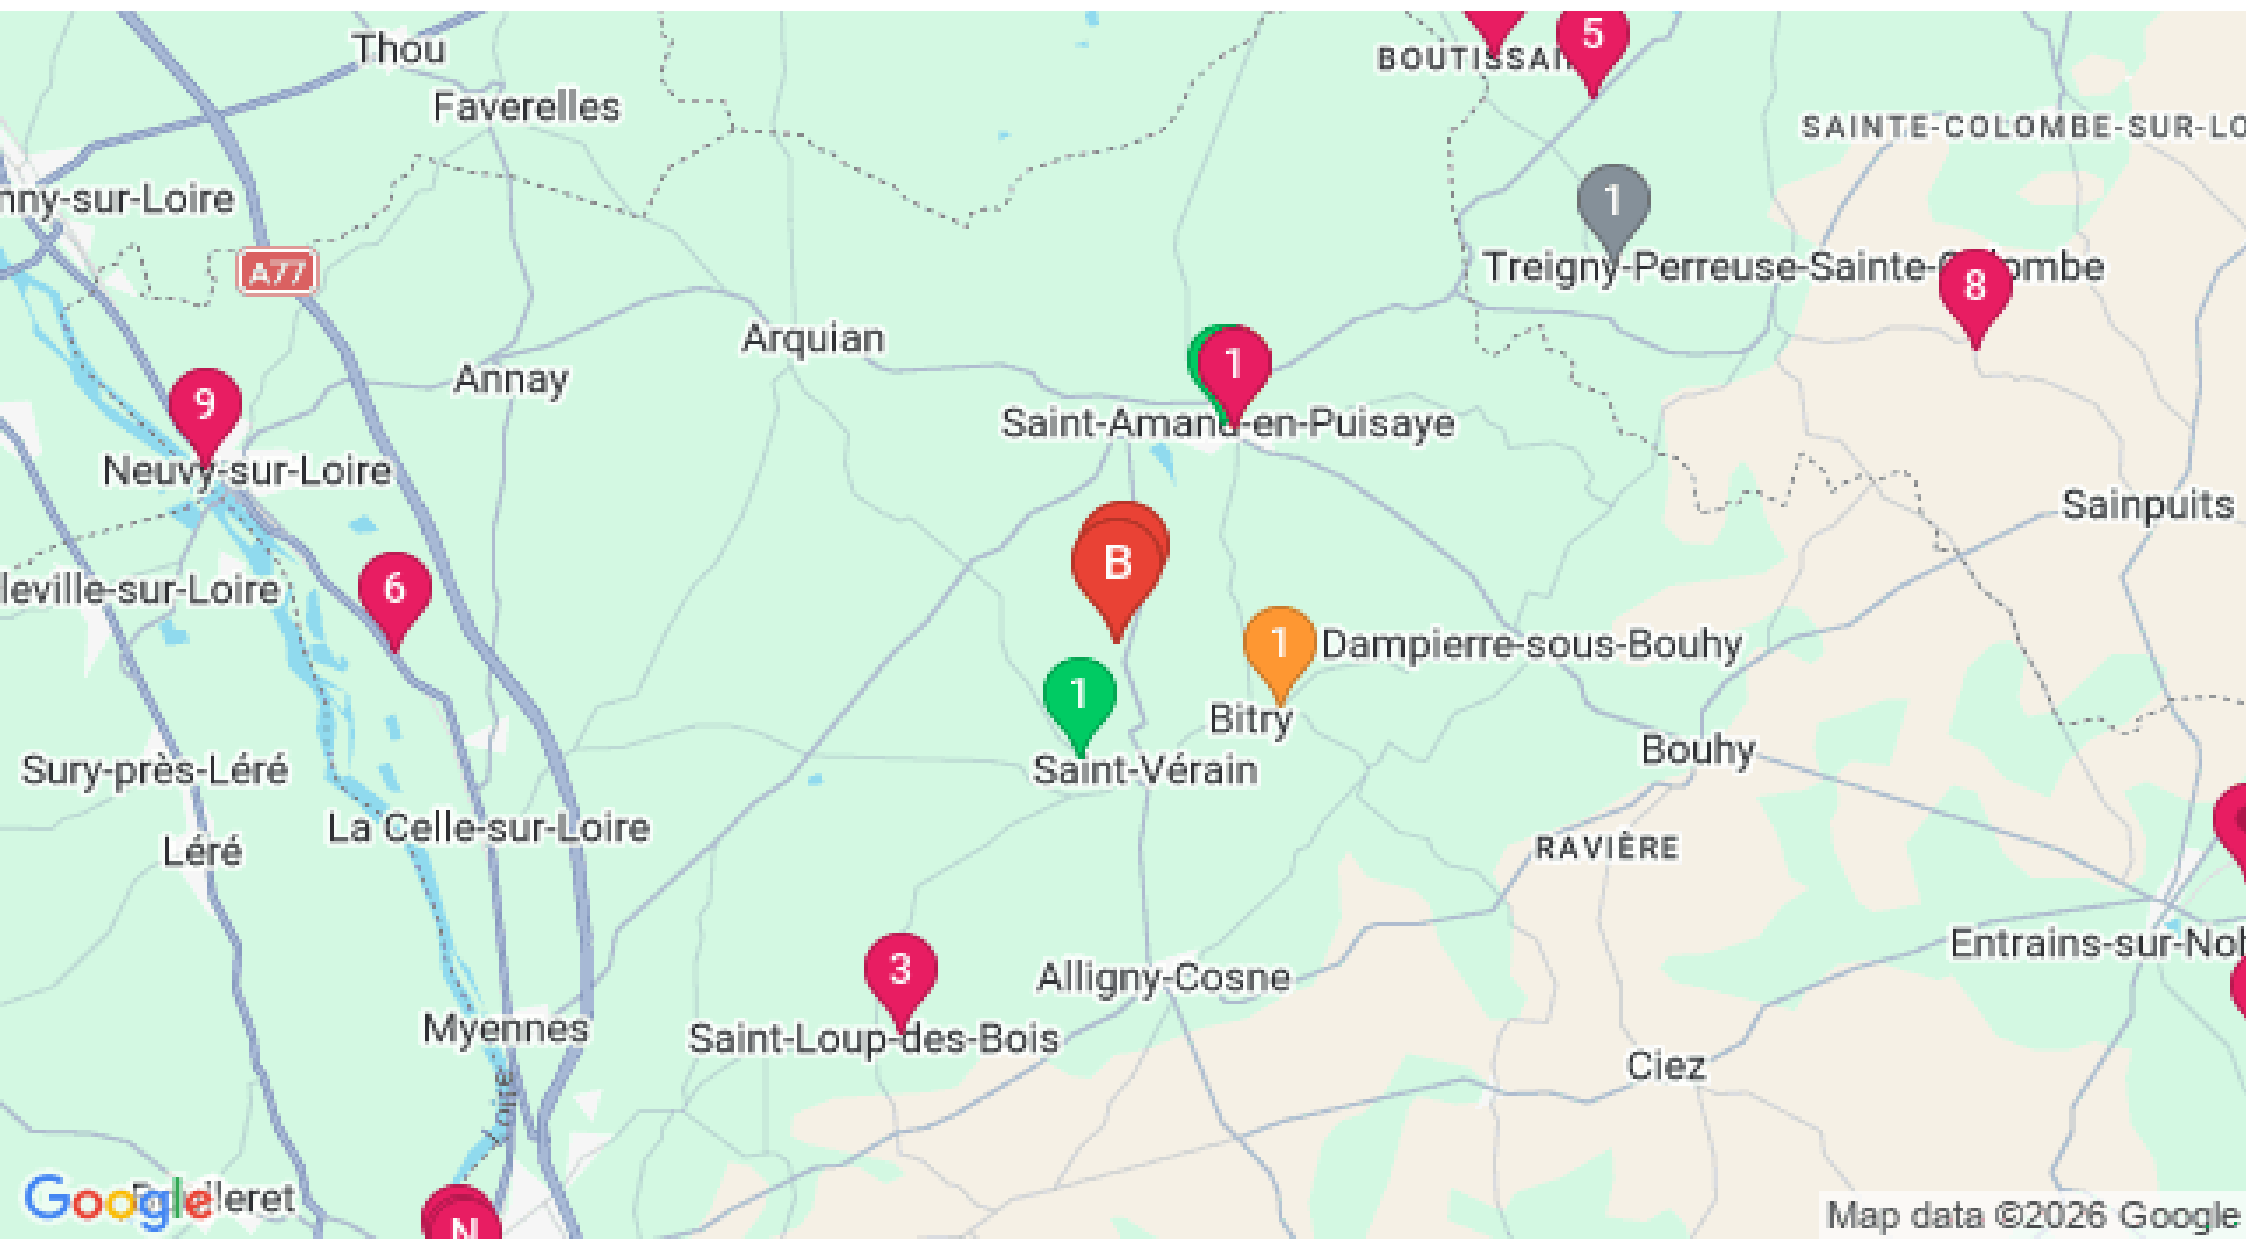 Thou
5
BOUTISSAI
Faverelles
SAINTE-COLOMBE-SUR-LO
nny-sur-Loire
1
A77
Treigny-Perreuse-Sainte-C
ombe
8
Arquian
1
Annay
9
Saint-Amand-en-Puisaye
Neuvy-sur-Loire
Sainpuits
B
6
leville-sur-Loire
1
Dampierre-sous-Bouhy
1
Bitry
Bouhy
Saint-Vérain
Sury-près-Léré
La Celle-sur-Loire
Léré
RAVIÈRE
Entrains-sur-Noh
3
Alligny-Cosne
Myennes
Saint-Loup-des-Bois
Ciez
Loire
Google
leret
N
Map data ©2026 Google